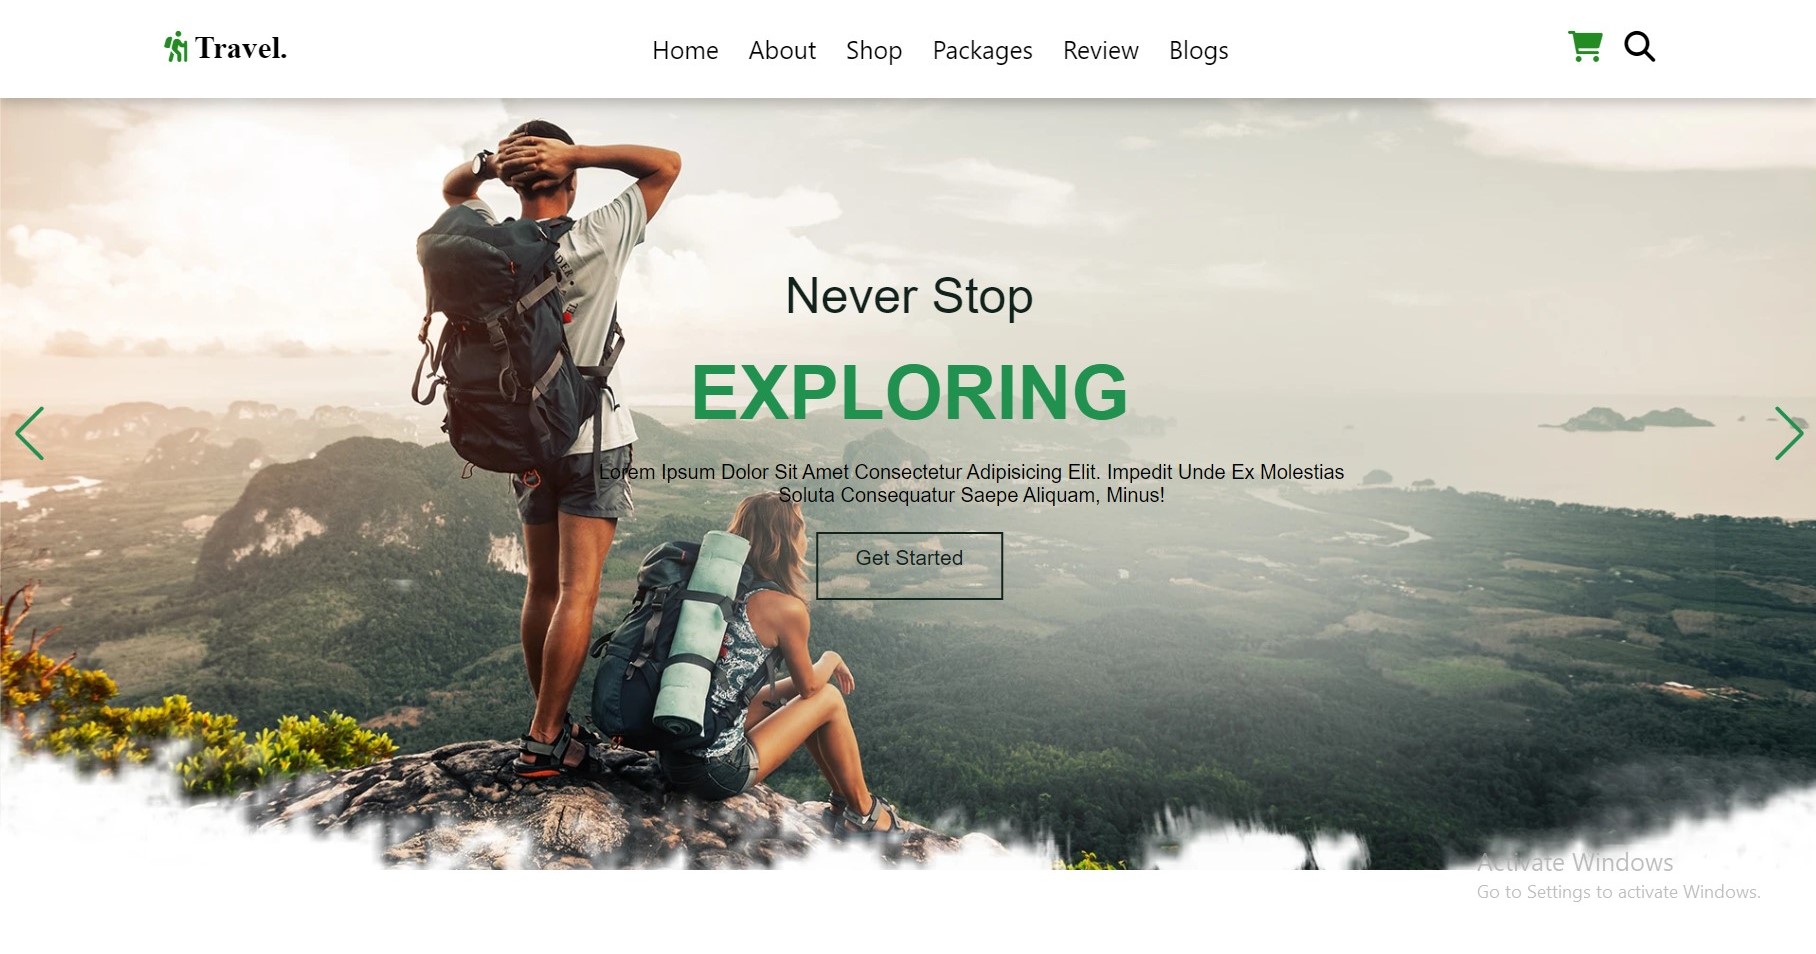 Travel.
Home About Shop Packages Review Blogs
Never Stop
EXPLORING
Lorem Ipsum Dolor Sit Amet Consectetur Adipisicing Elit. Impedit Unde Ex Molestias
Soluta Consequatur Saepe Aliquam, Minus!
Get Started
Activate Windows
Go to Settings to activate Windows.